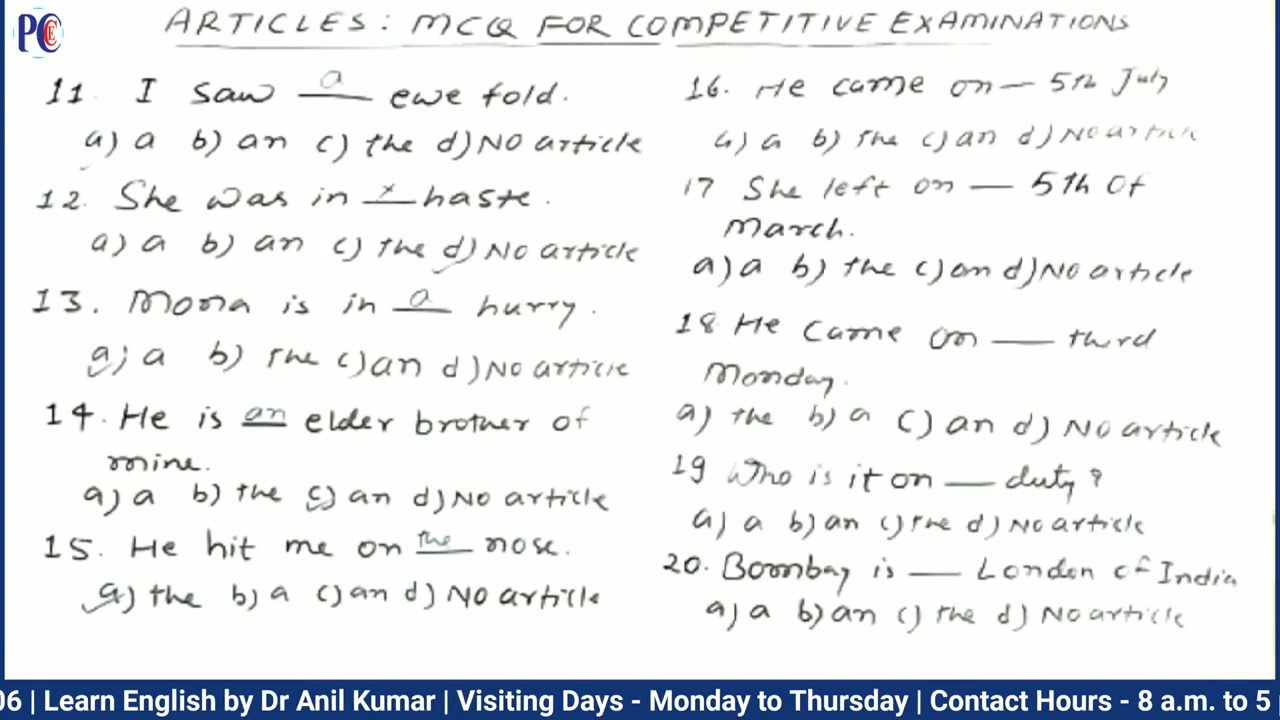 PCEC
ARTICLES: MCQ FOR COMPETITIVE EXAMINATIONS
11. I saw a ewe fold.
a) a b) an c) the d) No article
12. She was in x haste.
a) a b) an c) the d) No article
13. Mona is in a hurry.
a) a b) the c) an d) No article
14. He is an elder brother of
mine.
a) a b) the c) an d) No article
15. He hit me on the nose.
a) the b) a c) an d) No article
16. He came on — 5th July
a) a b) the c) an d) No article
17 She left on — 5th of
March.
a) a b) the c) an d) No article
18 He came on — third
Monday.
a) the b) a c) an d) No article
19 Who is it on — duty?
a) a b) an c) the d) No article
20. Bombay is — London of India
a) a b) an c) the d) No article
06 | Learn English by Dr Anil Kumar | Visiting Days - Monday to Thursday | Contact Hours - 8 a.m. to 5